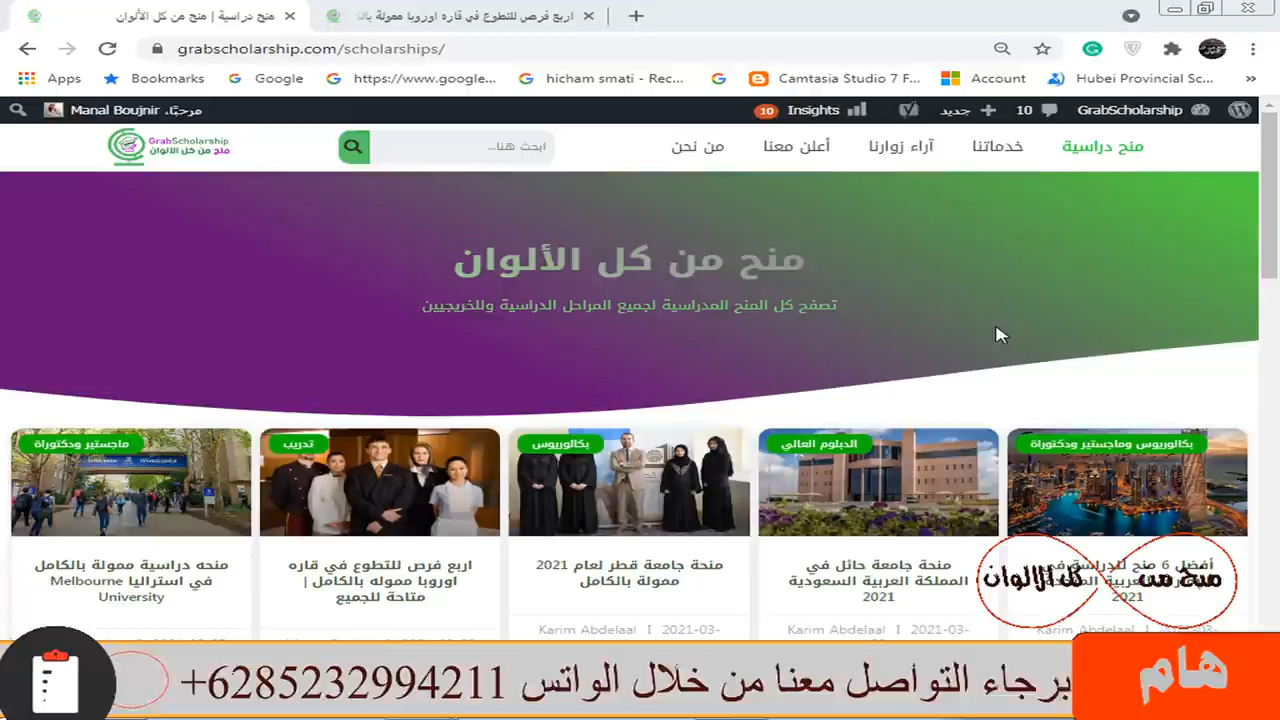 منح دراسية | منح من كل الألوان
اربع فرص للتطوع في قاره اوروبا ممولة بالك
grabscholarship.com/scholarships/
Apps
Bookmarks
Google
https://www.google...
hicham smati - Rec...
Camtasia Studio 7 F...
Account
Hubei Provincial Sc...
مرحبًا، Manal Boujnir
10 Insights
جديد
10
GrabScholarship
GrabScholarship
منح من كل الألوان
ابحث هنا...
منح دراسية
خدماتنا
آراء زوارنا
أعلن معنا
من نحن
منح من كل الألوان
تصفح كل المنح المدراسية لجميع المراحل الدراسية وللخريجيين
بكالوريوس وماجستير ودكتوراة
الدبلوم العالي
بكالوريوس
تدريب
ماجستير ودكتوراة
أفضل 6 منح للدراسة في
2021
منحة جامعة حائل في
المملكة العربية السعودية
2021
منحة جامعة قطر لعام 2021
ممولة بالكامل
اربع فرص للتطوع في قاره
اوروبا مموله بالكامل |
متاحة للجميع
منحه دراسية ممولة بالكامل
في استراليا Melbourne
University
Karim Abdelaal I 2021-03-
Karim Abdelaal I 2021-03-
منح من كل ألالوان
هام
برجاء التواصل معنا من خلال الواتس 6285232994211+